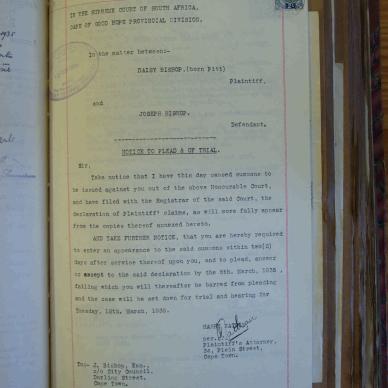 1935
IN THE SUPREME COURT OF SOUTH AFRICA.
CAPE OF GOOD HOPE PROVINCIAL DIVISION.
In the matter between:-
DAISY BISHOP.(born Pitt)
Plaintiff.
and
JOSEPH BISHOP.
Defendant.
NOTICE TO PLEAD & OF TRIAL.
Sir,
Take notice that I have this day caused summons to
be issued against you out of the above Honourable Court,
and have filed with the Registrar of the said Court, the
declaration of Plaintiff' claims, as will more fully appear
from the copies thereof annexed hereto.
AND TAKE FURTHER NOTICE, that you are hereby required
to enter an appearance to the said summons within two(2)
days after service thereof upon you, and to plead, answer
or except to the said declaration by the 8th. March, 1935,
failing which you will thereafter be barred from pleading
and the case will be set down for trial and hearing for
Tuesday, 12th. March, 1935.
HARRY
per.
Plaintiff's Attorney,
Plein Street,
Cape Town.
To:- J. Bishop, Esq.,
c/o City Council,
Darling Street,
Cape Town.